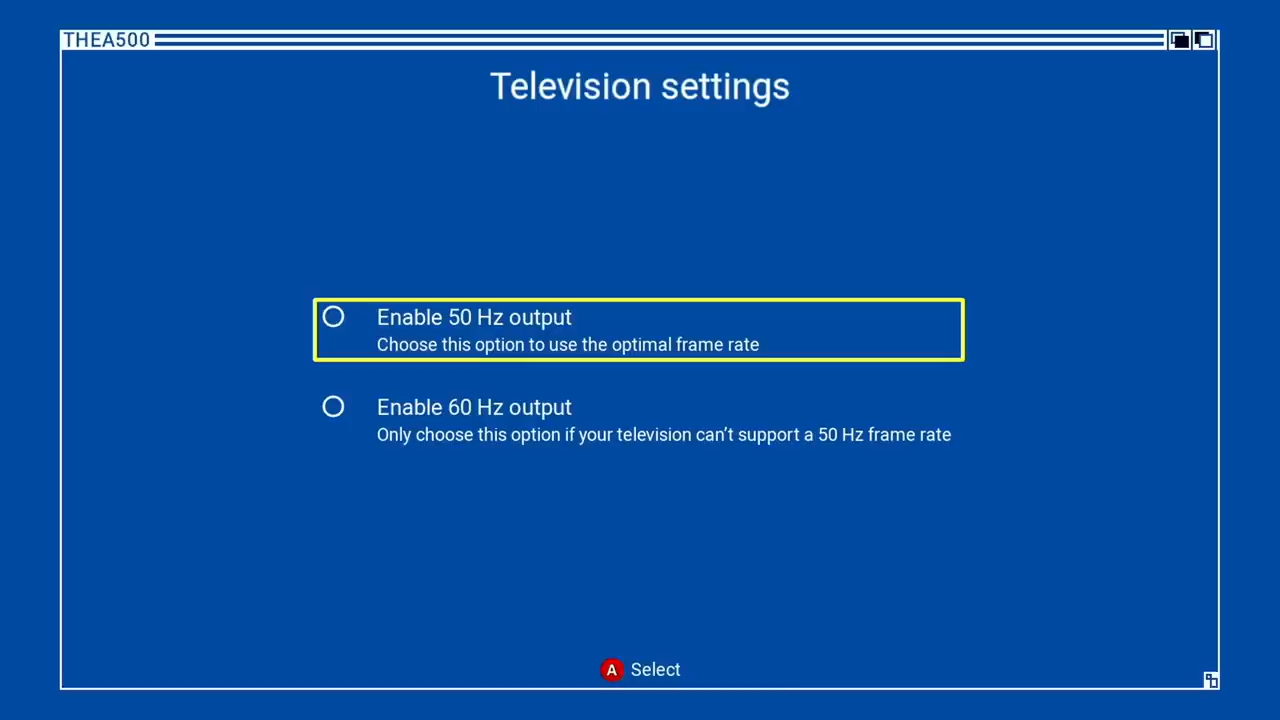 THEA500
Television settings
Enable 50 Hz output
Choose this option to use the optimal frame rate
Enable 60 Hz output
Only choose this option if your television can’t support a 50 Hz frame rate
A Select